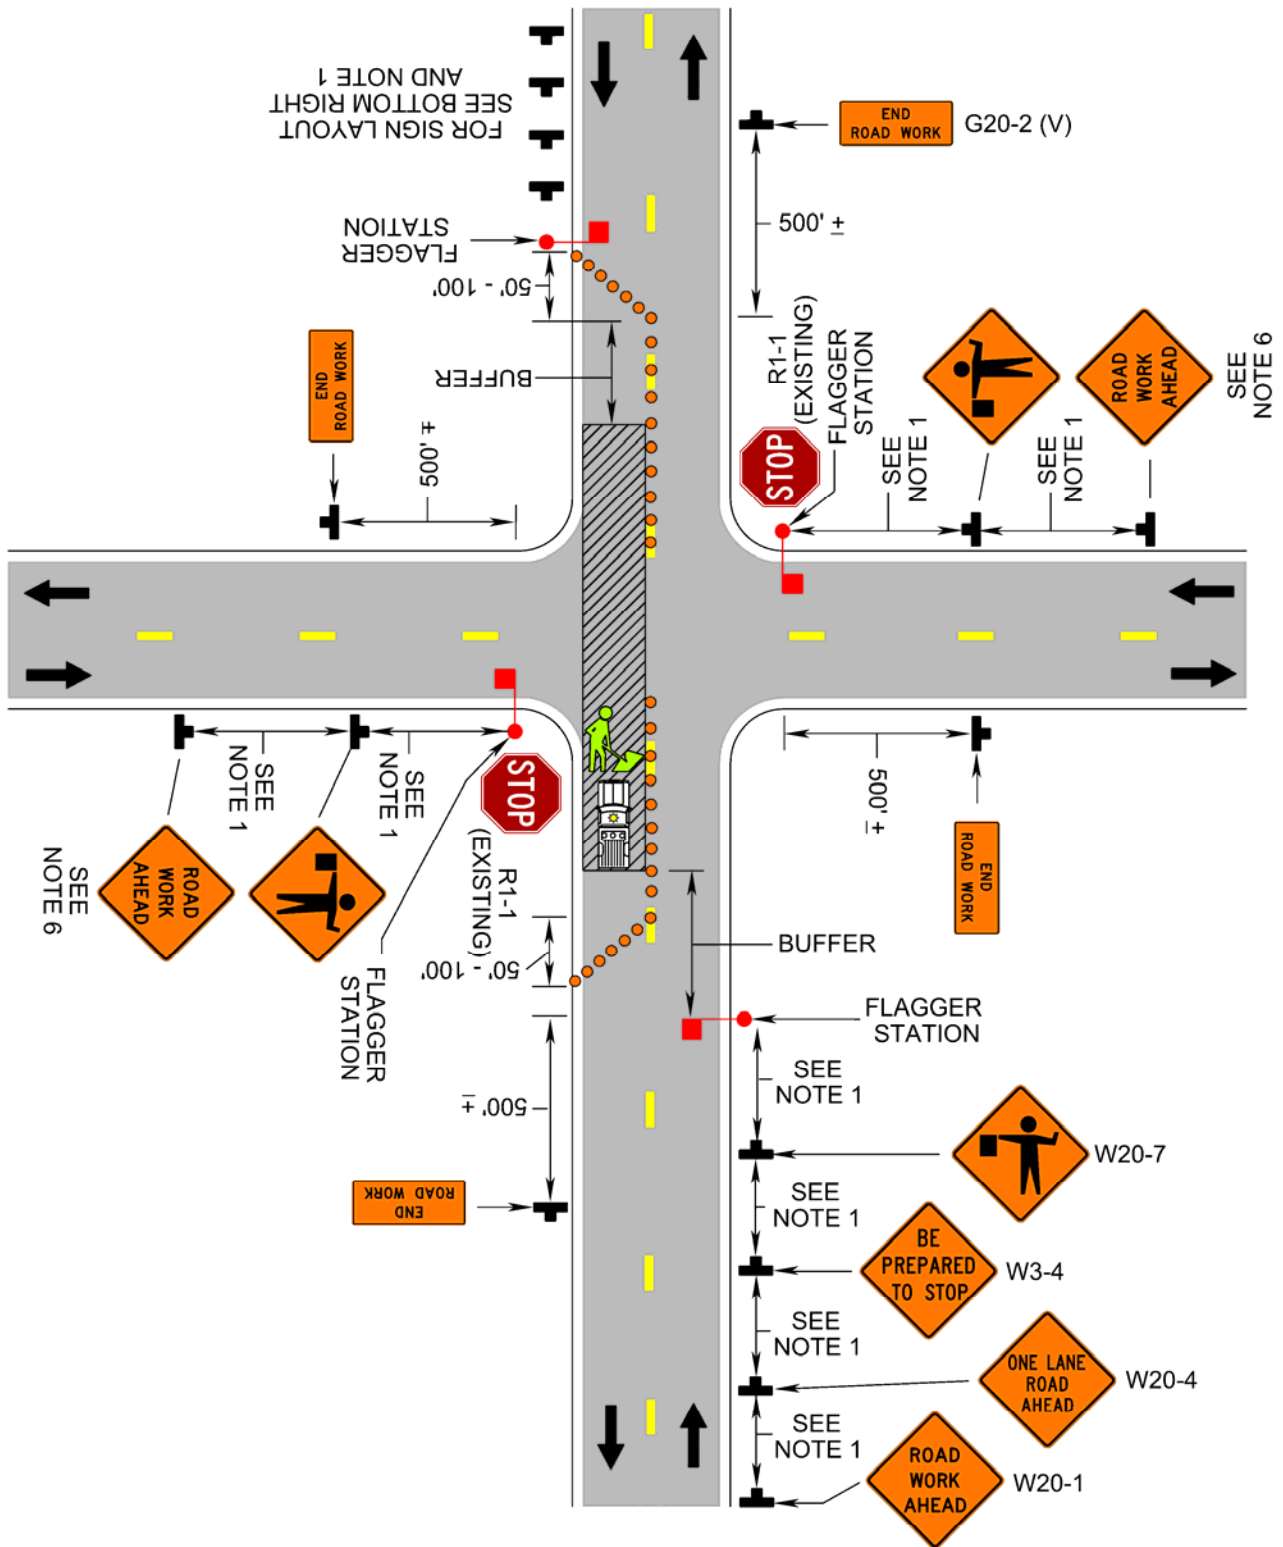 FOR SIGN LAYOUT
SEE BOTTOM RIGHT
AND NOTE 1
END
ROAD WORK
G20-2 (V)
500' ±
FLAGGER
STATION
50' - 100'
BUFFER
END
ROAD WORK
500' ±
R1-1
(EXISTING)
FLAGGER
STATION
STOP
SEE
NOTE 1
SEE
NOTE 1
ROAD
WORK
AHEAD
SEE
NOTE 6
SEE
NOTE 1
SEE
NOTE 1
STOP
R1-1
(EXISTING)
ROAD
WORK
AHEAD
SEE
NOTE 6
FLAGGER
STATION
50' - 100'
500' ±
END
ROAD WORK
500' ±
END
ROAD WORK
BUFFER
FLAGGER
STATION
SEE
NOTE 1
W20-7
SEE
NOTE 1
BE
PREPARED
TO STOP
W3-4
SEE
NOTE 1
ONE LANE
ROAD
AHEAD
W20-4
SEE
NOTE 1
ROAD
WORK
AHEAD
W20-1